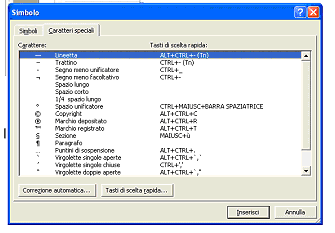 Simbolo
Simboli Caratteri speciali
Carattere: Tasti di scelta rapida:
— Lineetta ALT+CTRL+- (Tn)
– Trattino CTRL+- (Tn)
- Segno meno unificatore CTRL+_
¬ Segno meno facoltativo CTRL+-
Spazio lungo
Spazio corto
1/4 spazio lungo
° Spazio unificatore CTRL+MAIUSC+BARRA SPAZIATRICE
© Copyright ALT+CTRL+C
® Marchio depositato ALT+CTRL+R
™ Marchio registrato ALT+CTRL+T
§ Sezione MAIUSC+ù
¶ Paragrafo
… Puntini di sospensione ALT+CTRL+.
‘ Virgolette singole aperte ALT+CTRL+`,`
’ Virgolette singole chiuse CTRL+','
“ Virgolette doppie aperte ALT+CTRL+`,"
Correzione automatica... Tasti di scelta rapida...
Inserisci Annulla